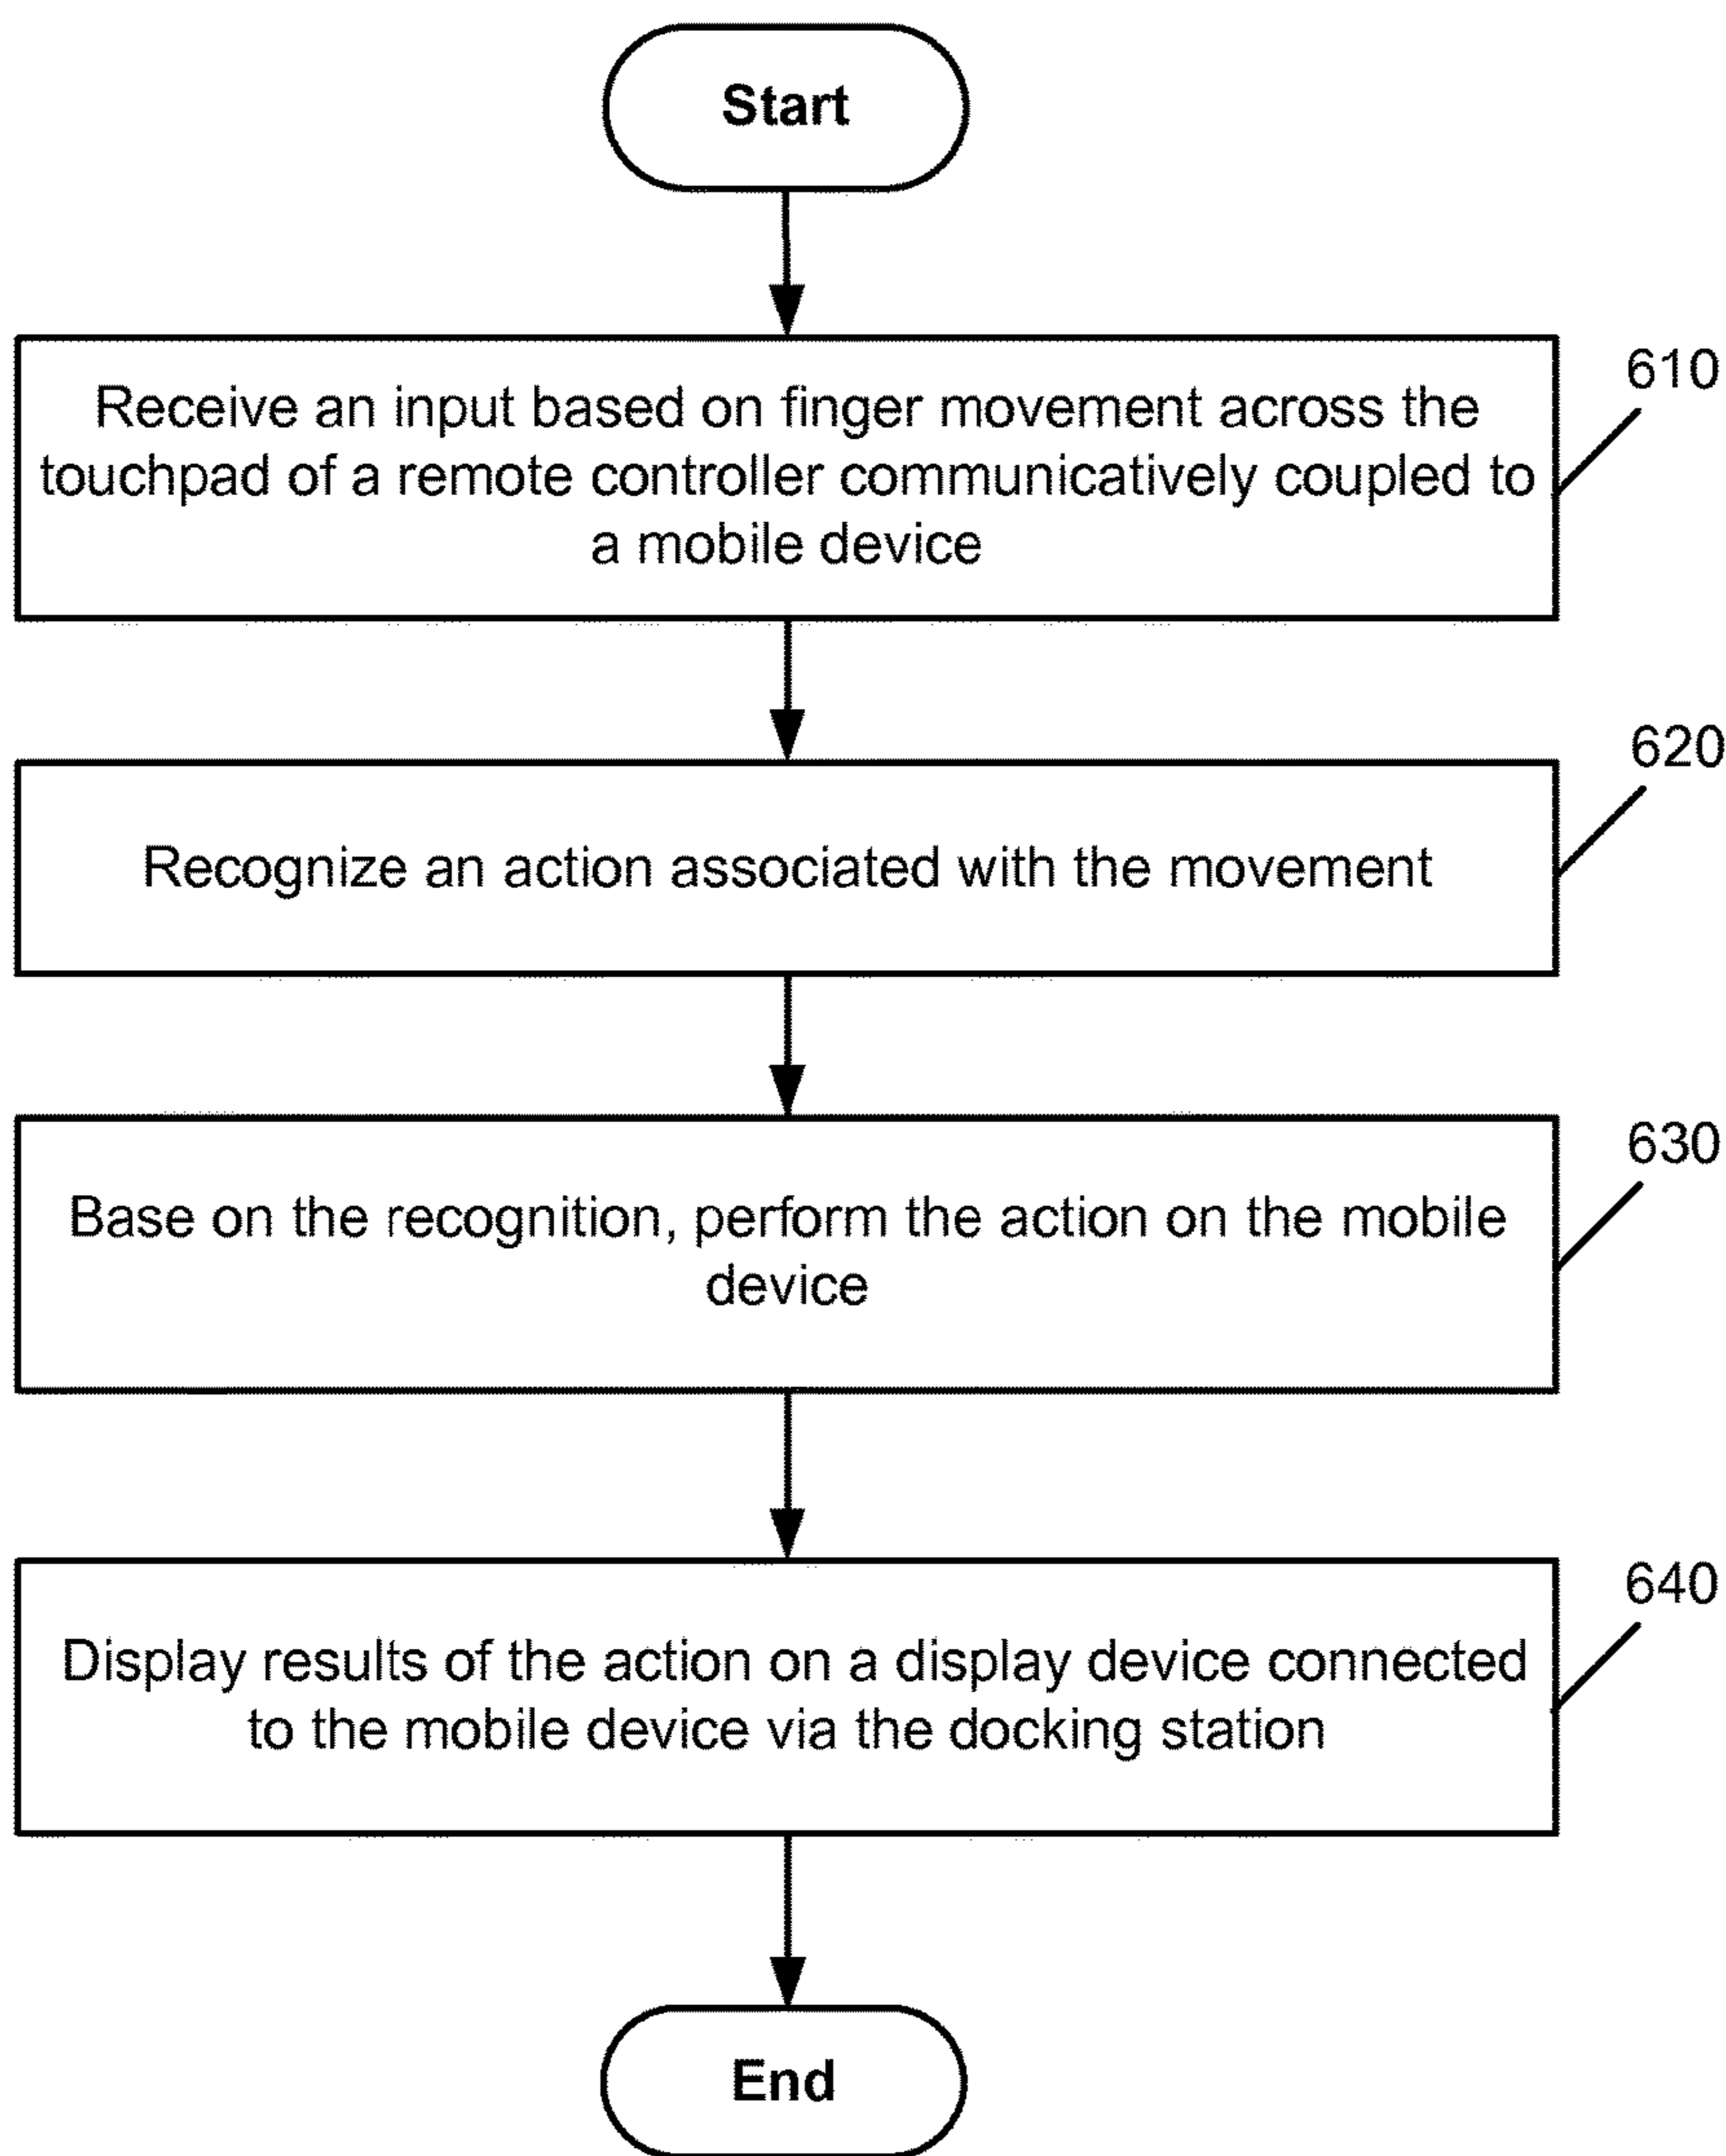 Start
Receive an input based on finger movement across the
touchpad of a remote controller communicatively coupled to
a mobile device
610
Recognize an action associated with the movement
620
Base on the recognition, perform the action on the mobile
device
630
Display results of the action on a display device connected
to the mobile device via the docking station
640
End